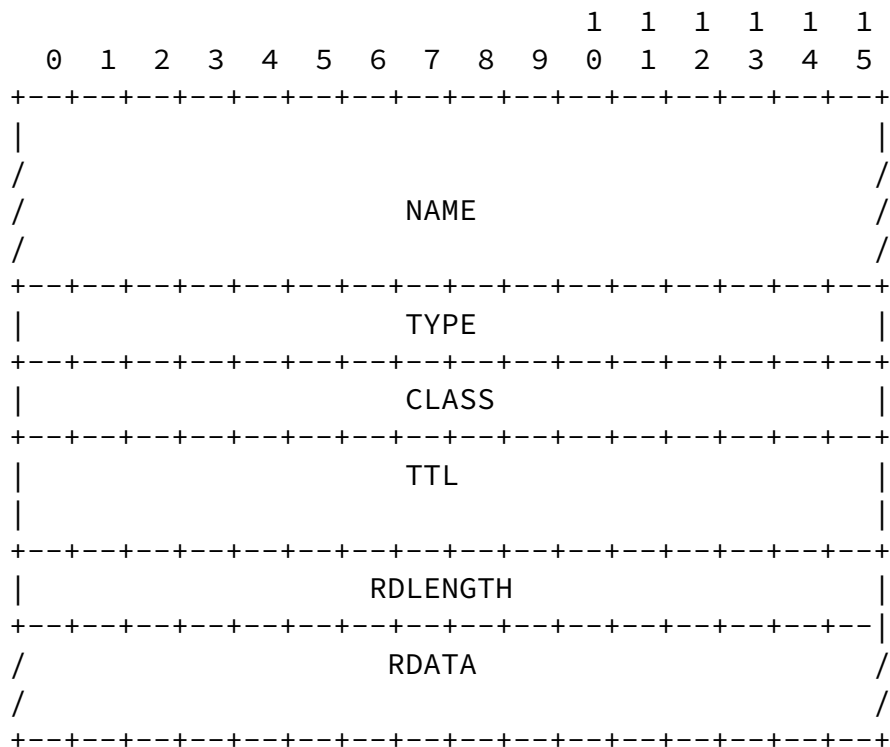 1  1  1  1  1  1
  0  1  2  3  4  5  6  7  8  9  0  1  2  3  4  5
+--+--+--+--+--+--+--+--+--+--+--+--+--+--+--+--+
|                                               |
/                                               /
/                     NAME                      /
/                                               /
+--+--+--+--+--+--+--+--+--+--+--+--+--+--+--+--+
|                     TYPE                      |
+--+--+--+--+--+--+--+--+--+--+--+--+--+--+--+--+
|                     CLASS                     |
+--+--+--+--+--+--+--+--+--+--+--+--+--+--+--+--+
|                     TTL                       |
|                                               |
+--+--+--+--+--+--+--+--+--+--+--+--+--+--+--+--+
|                   RDLENGTH                    |
+--+--+--+--+--+--+--+--+--+--+--+--+--+--+--+--|
/                    RDATA                      /
/                                               /
+--+--+--+--+--+--+--+--+--+--+--+--+--+--+--+--+